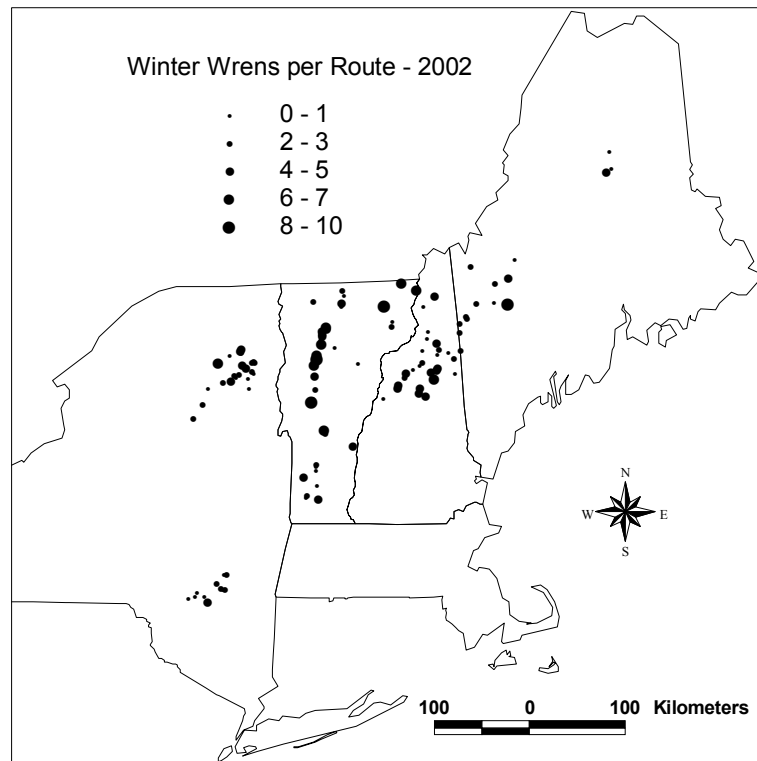 Winter Wrens per Route - 2002
0 - 1
2 - 3
4 - 5
6 - 7
8 - 10
N
W E
S
100 0 100 Kilometers